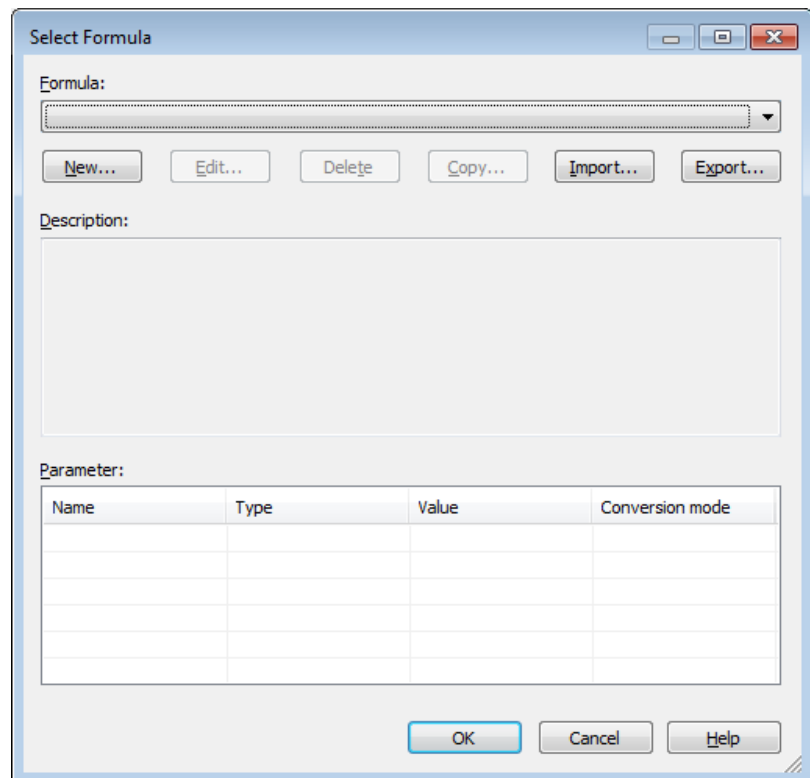 Select Formula
Formula:
New... Edit... Delete Copy... Import... Export...
Description:
Parameter:
Name Type Value Conversion mode
OK Cancel Help